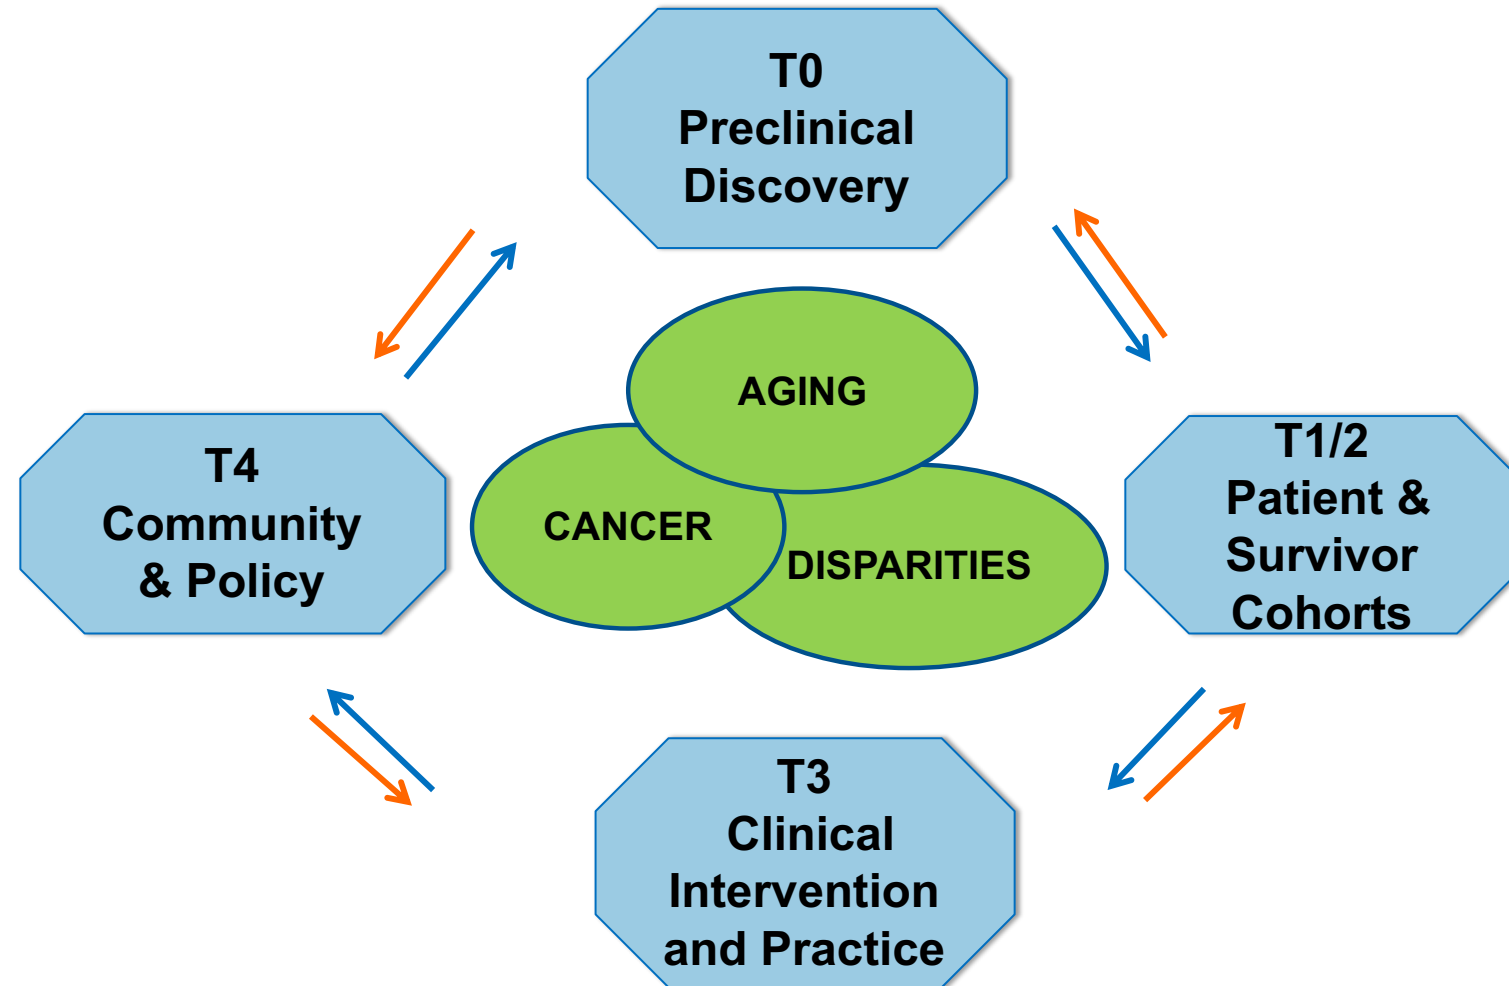 T0
Preclinical
Discovery
AGING
CANCER
DISPARITIES
T4
Community
& Policy
T1/2
Patient &
Survivor
Cohorts
T3
Clinical
Intervention
and Practice